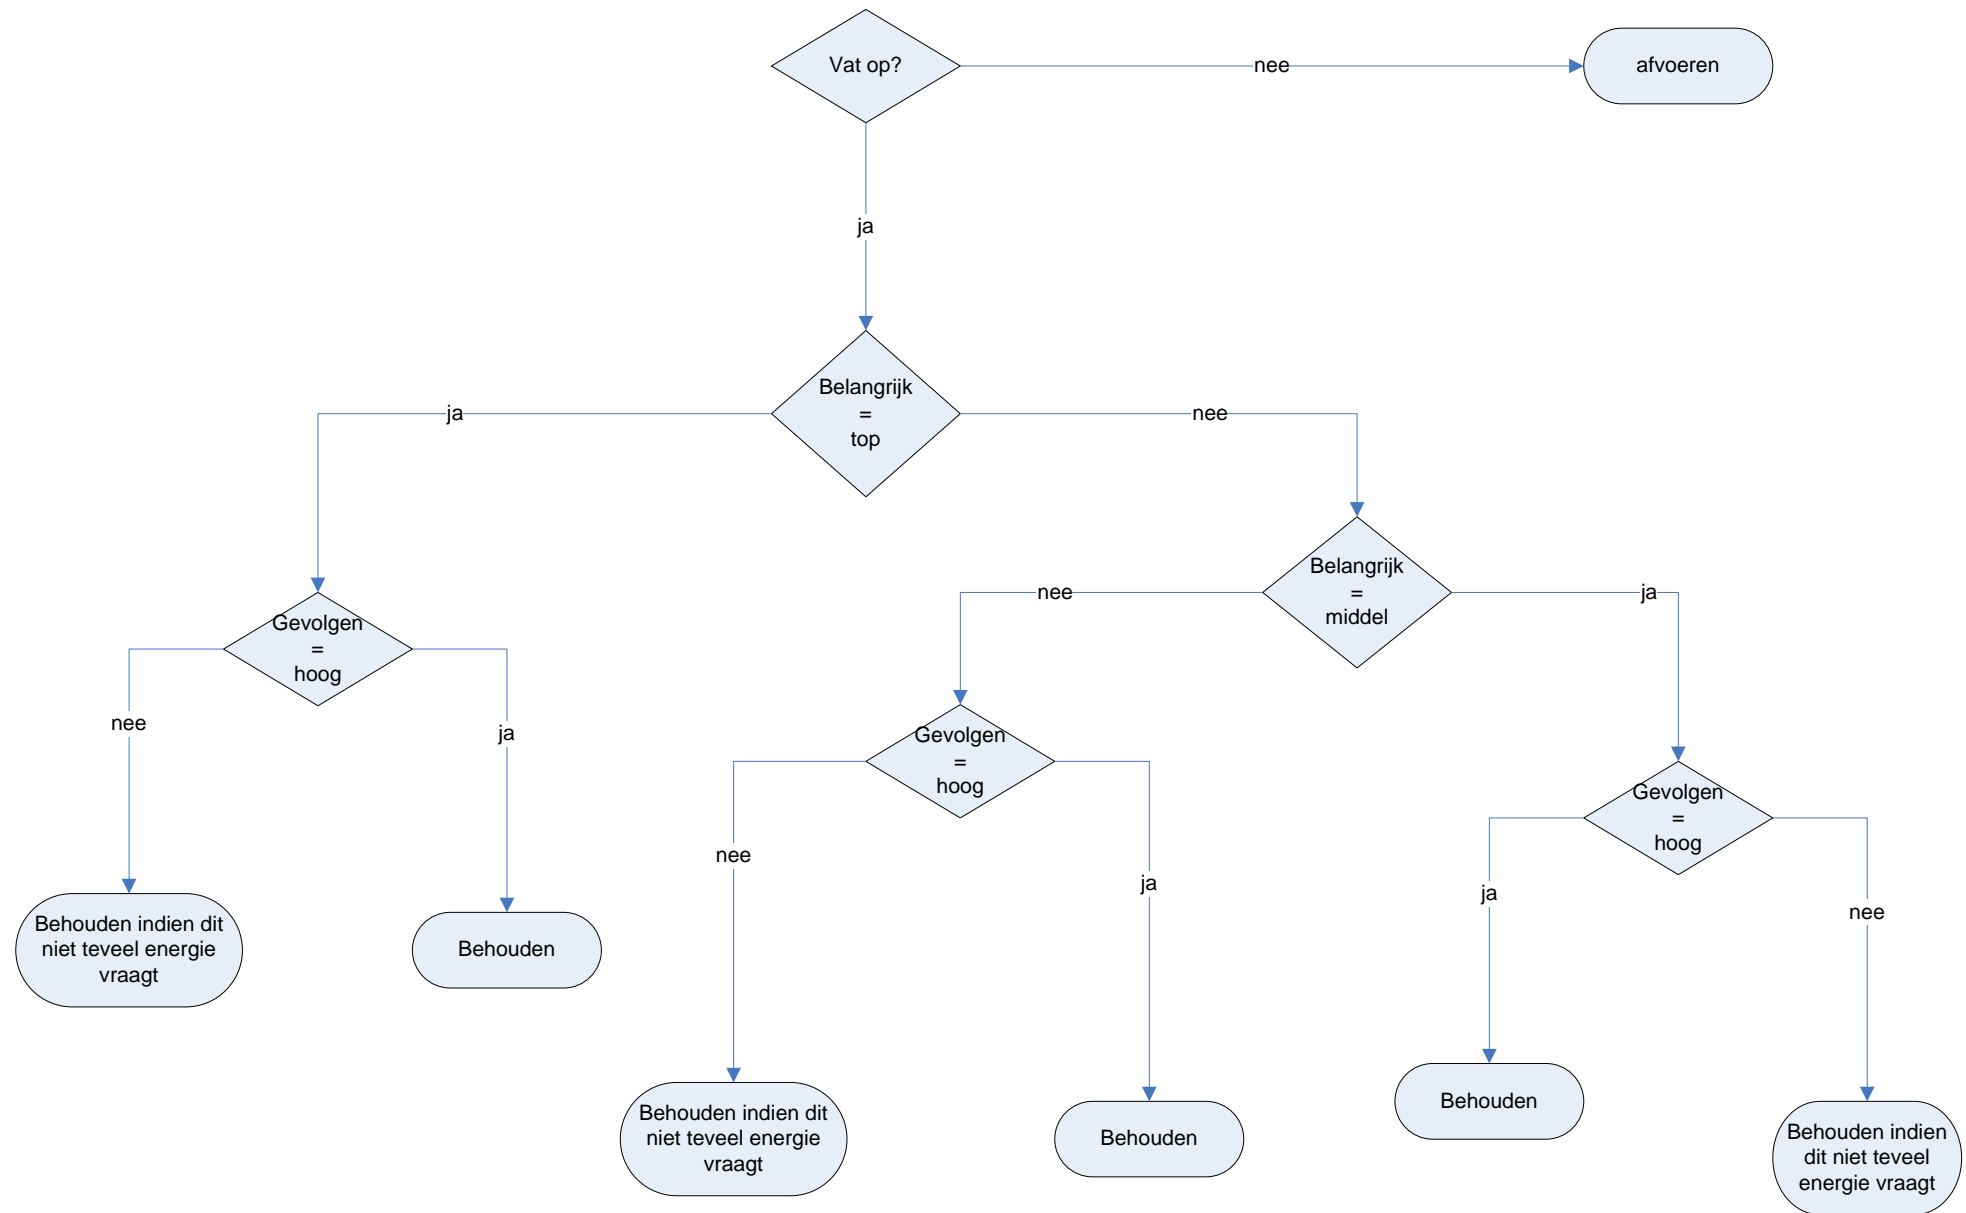 Vat op?
nee
afvoeren
ja
Belangrijk
=
top
ja
nee
Belangrijk
=
middel
nee
ja
Gevolgen
=
hoog
nee
ja
Gevolgen
=
hoog
nee
ja
Gevolgen
=
hoog
ja
nee
Behouden indien dit
niet teveel energie
vraagt
Behouden
Behouden indien dit
niet teveel energie
vraagt
Behouden
Behouden
Behouden indien
dit niet teveel
energie vraagt